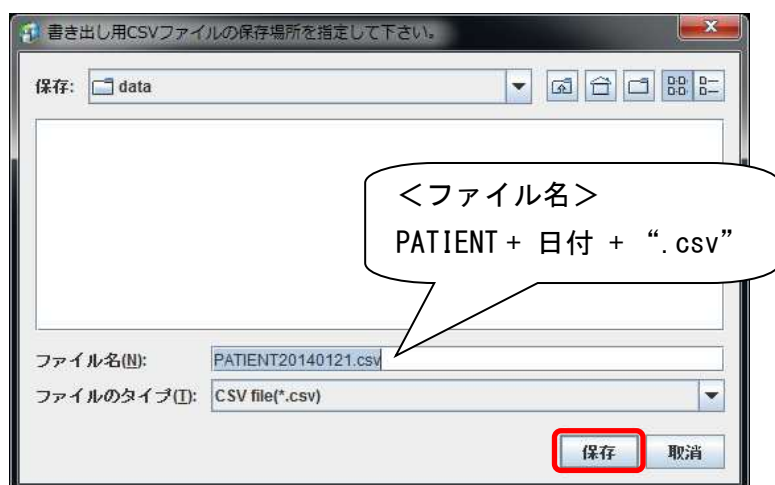 書き出し用CSVファイルの保存場所を指定して下さい。
保存: data
＜ファイル名＞
PATIENT + 日付 + “.csv”
ファイル名(N): PATIENT20140121.csv
ファイルのタイプ(T): CSV file(*.csv)
保存 取消